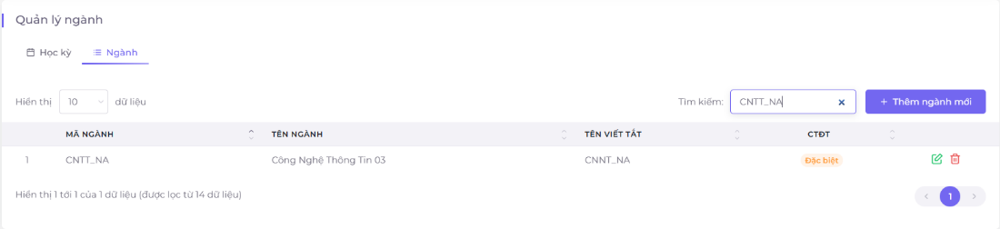 Quản lý ngành
Học kỳ Ngành
Hiển thị 10 dữ liệu Tìm kiếm: CNTT_NA × + Thêm ngành mới
MÃ NGÀNH TÊN NGÀNH TÊN VIẾT TẮT CTĐT
1 CNTT_NA Công Nghệ Thông Tin 03 CNNT_NA Đặc biệt
Hiển thị 1 tới 1 của 1 dữ liệu (được lọc từ 14 dữ liệu) < 1 >